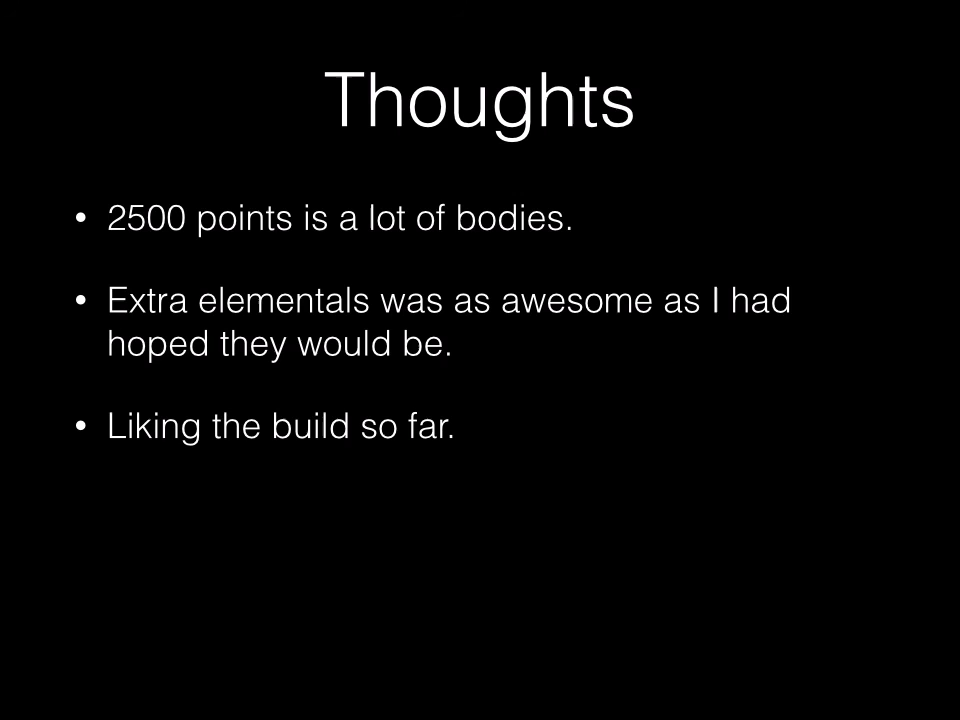 Thoughts
• 2500 points is a lot of bodies.
• Extra elementals was as awesome as I had
hoped they would be.
• Liking the build so far.